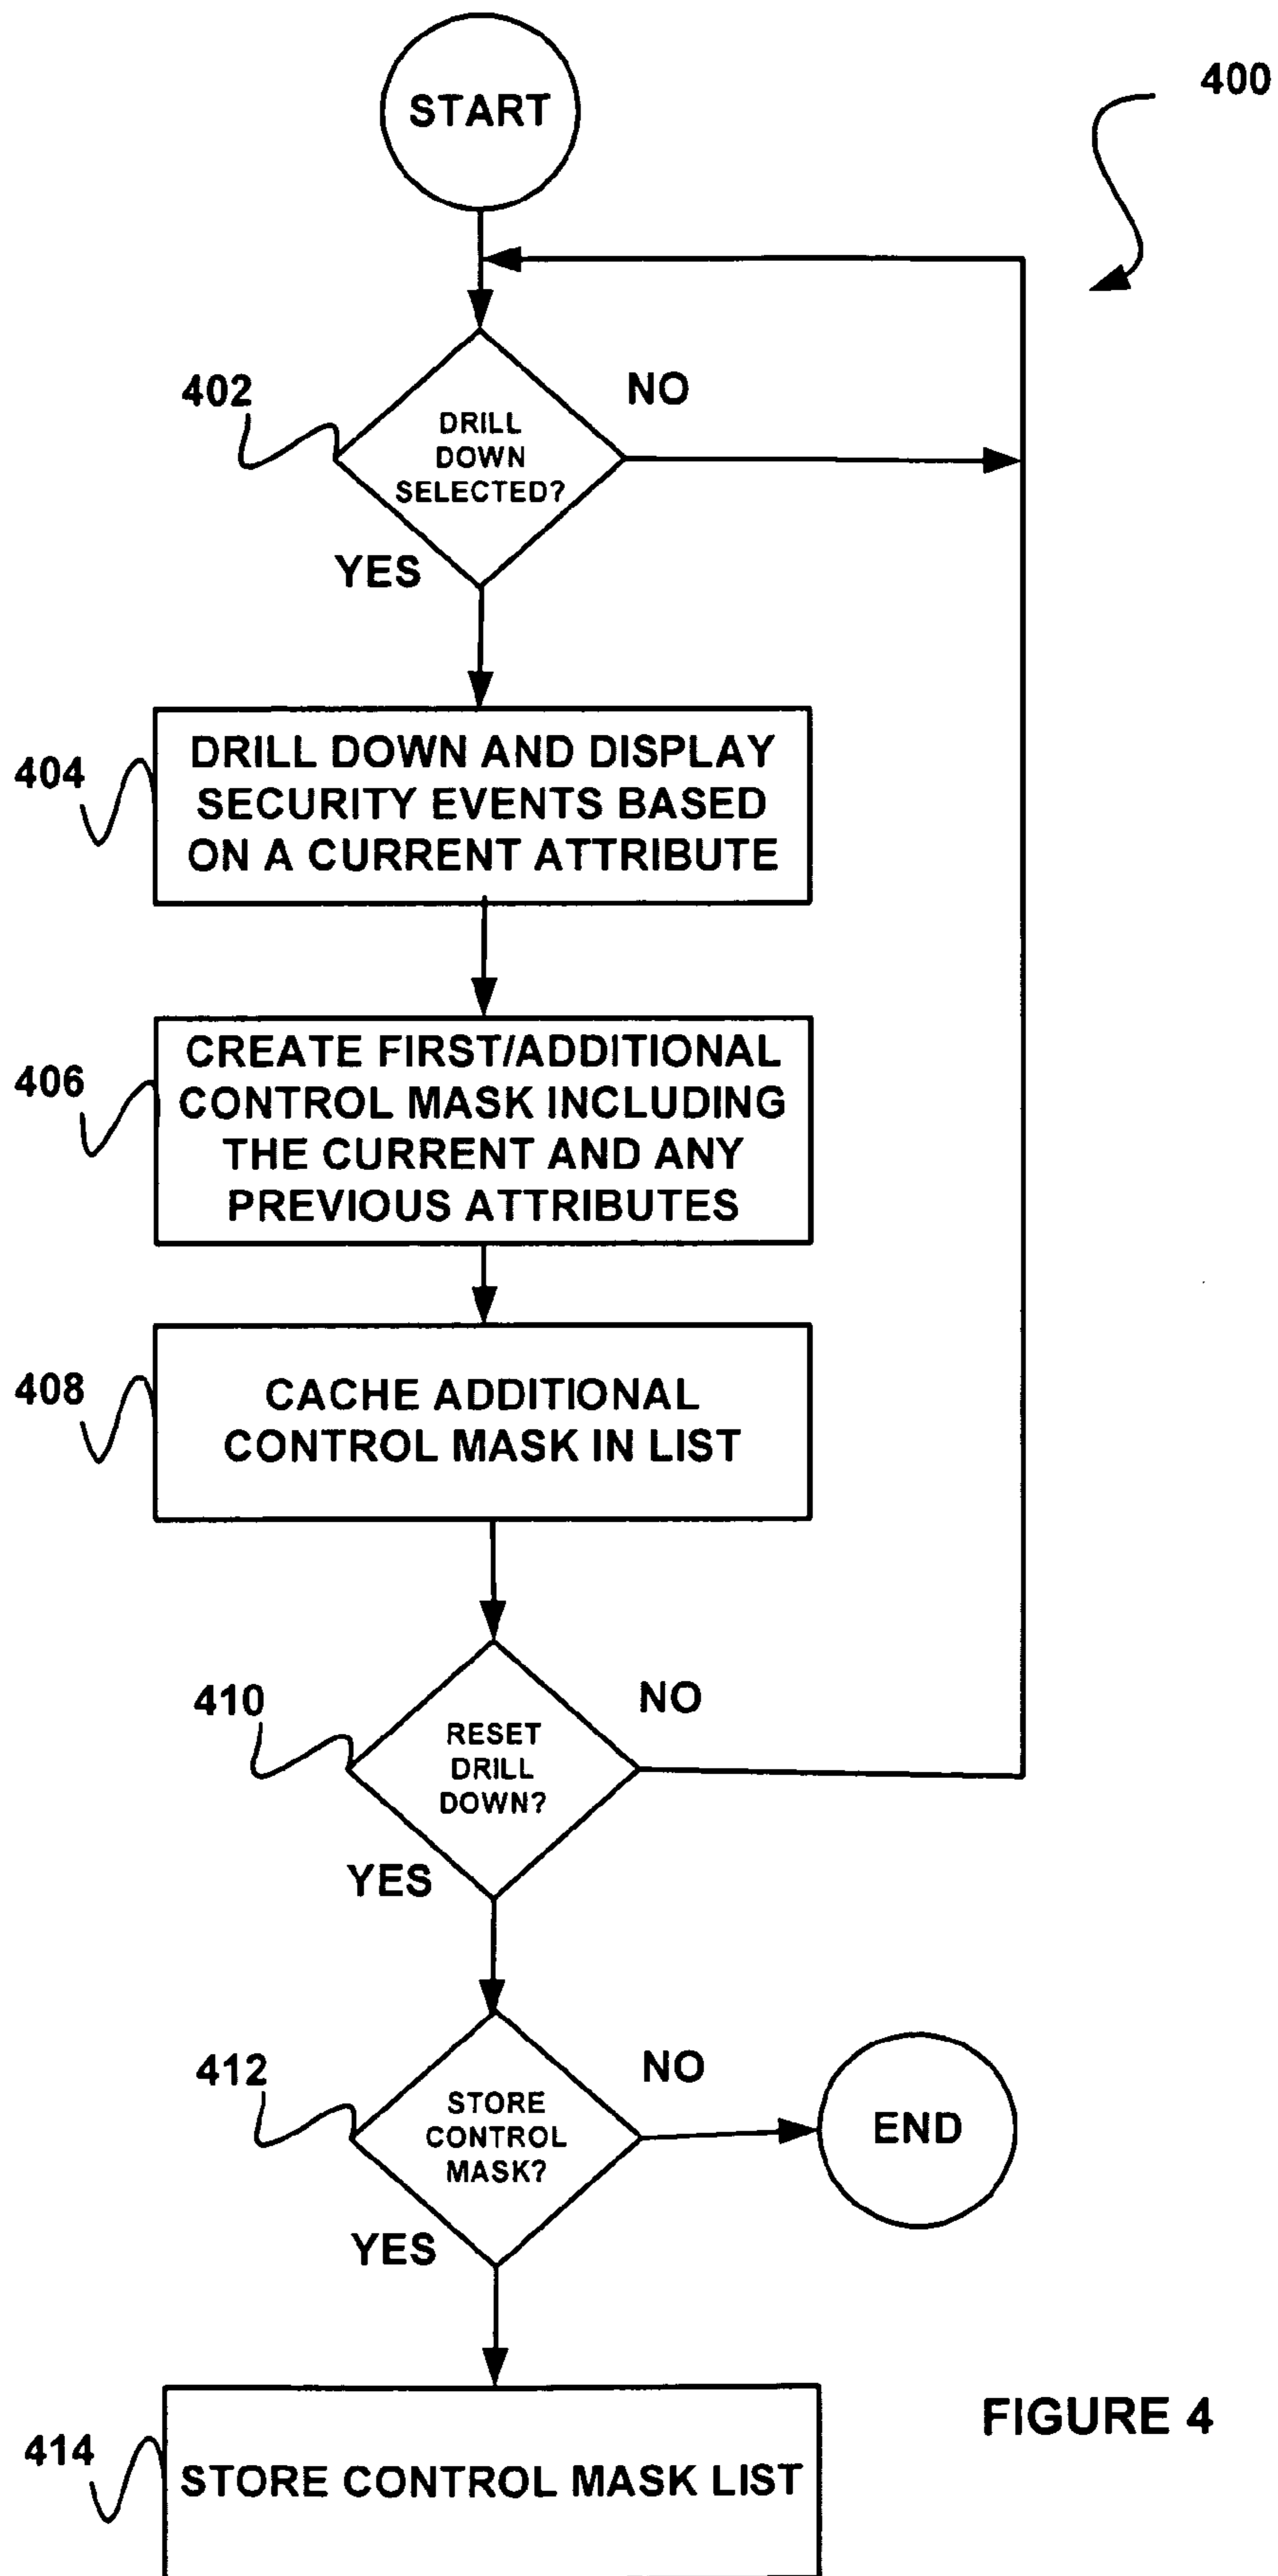 START
400
402
NO
DRILL
DOWN
SELECTED?
YES
404
DRILL DOWN AND DISPLAY
SECURITY EVENTS BASED
ON A CURRENT ATTRIBUTE
406
CREATE FIRST/ADDITIONAL
CONTROL MASK INCLUDING
THE CURRENT AND ANY
PREVIOUS ATTRIBUTES
408
CACHE ADDITIONAL
CONTROL MASK IN LIST
410
NO
RESET
DRILL
DOWN?
YES
412
NO
STORE
CONTROL
MASK?
END
YES
FIGURE 4
414
STORE CONTROL MASK LIST